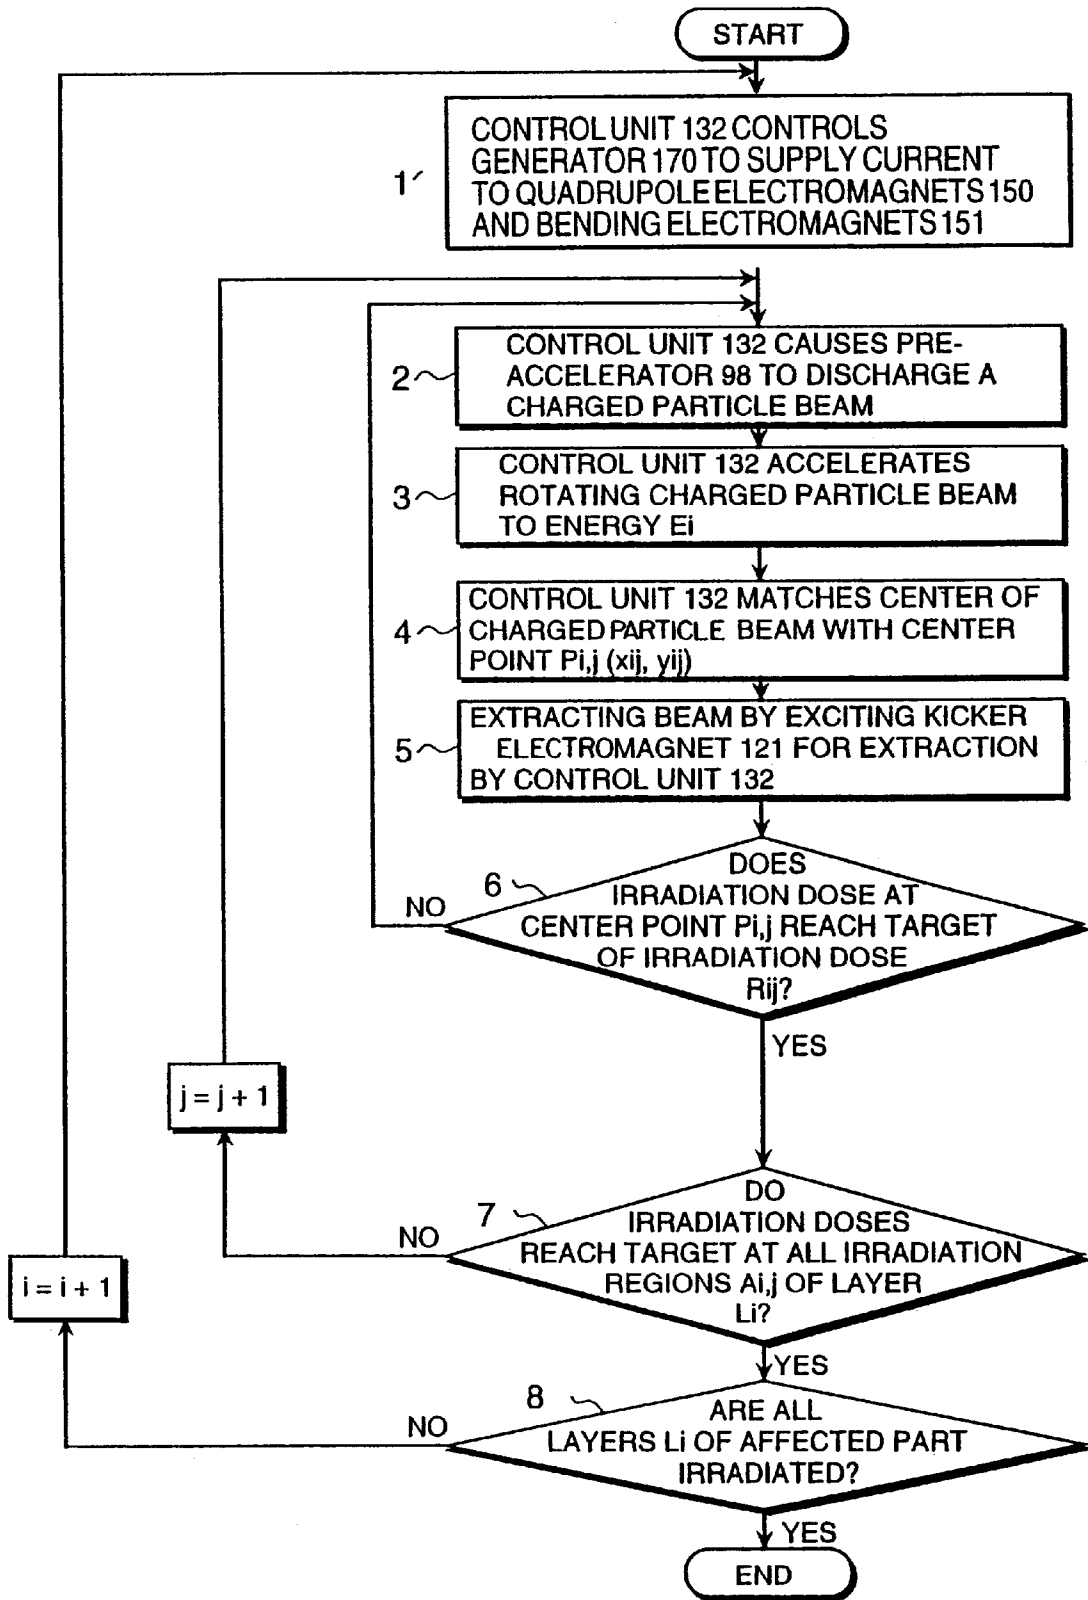 START
1'
CONTROL UNIT 132 CONTROLS
GENERATOR 170 TO SUPPLY CURRENT
TO QUADRUPOLE ELECTROMAGNETS 150
AND BENDING ELECTROMAGNETS 151
2
CONTROL UNIT 132 CAUSES PRE-
ACCELERATOR 98 TO DISCHARGE A
CHARGED PARTICLE BEAM
3
CONTROL UNIT 132 ACCELERATES
ROTATING CHARGED PARTICLE BEAM
TO ENERGY Ei
4
CONTROL UNIT 132 MATCHES CENTER OF
CHARGED PARTICLE BEAM WITH CENTER
POINT Pi,j (xij, yij)
5
EXTRACTING BEAM BY EXCITING KICKER
ELECTROMAGNET 121 FOR EXTRACTION
BY CONTROL UNIT 132
6
DOES
IRRADIATION DOSE AT
CENTER POINT Pi,j REACH TARGET
OF IRRADIATION DOSE
Rij?
NO
YES
j = j + 1
7
DO
IRRADIATION DOSES
REACH TARGET AT ALL IRRADIATION
REGIONS Ai,j OF LAYER
Li?
NO
YES
i = i + 1
8
ARE ALL
LAYERS Li OF AFFECTED PART
IRRADIATED?
NO
YES
END